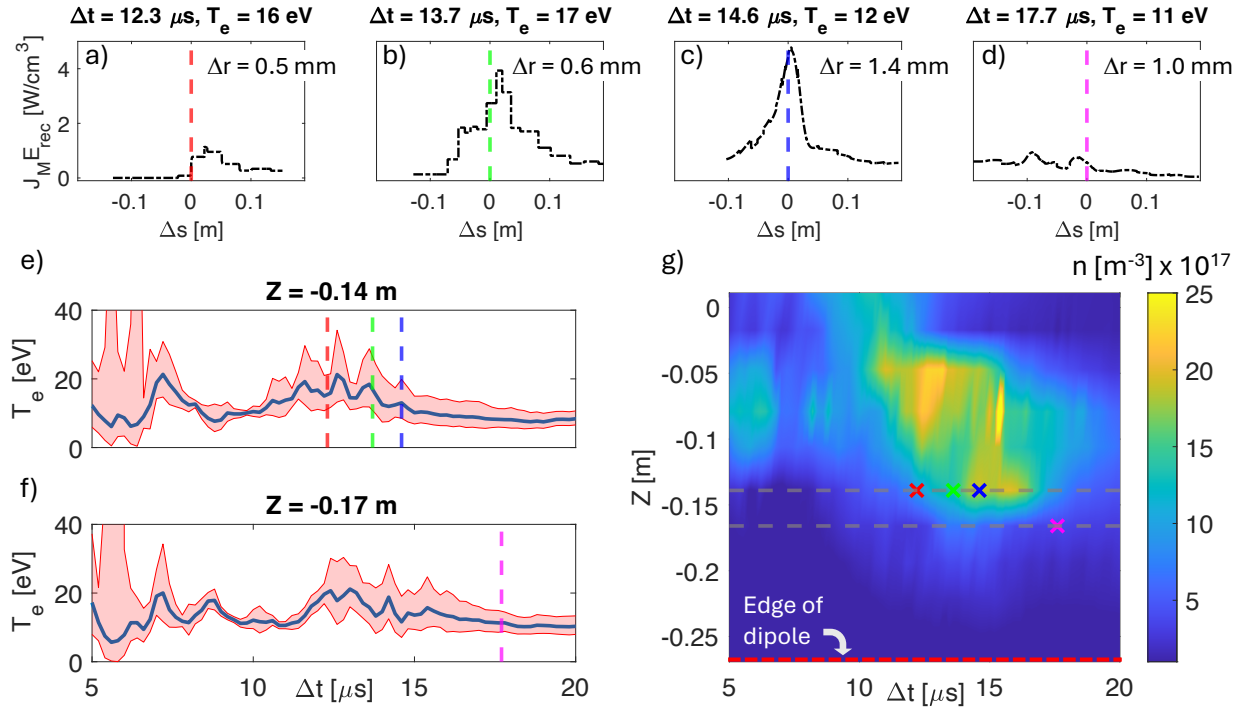 Δt = 12.3 μs, T_e = 16 eV
Δt = 13.7 μs, T_e = 17 eV
Δt = 14.6 μs, T_e = 12 eV
Δt = 17.7 μs, T_e = 11 eV
a)
Δr = 0.5 mm
b)
Δr = 0.6 mm
c)
Δr = 1.4 mm
d)
Δr = 1.0 mm
J_M E_rec [W/cm^3]
4
2
0
-0.1 0 0.1
-0.1 0 0.1
-0.1 0 0.1
-0.1 0 0.1
Δs [m]
Δs [m]
Δs [m]
Δs [m]
e)
Z = -0.14 m
T_e [eV]
40
20
0
f)
Z = -0.17 m
T_e [eV]
40
20
0
5 10 15 20
Δt [μs]
g)
n [m^-3] x 10^17
Z [m]
0
-0.05
-0.1
-0.15
-0.2
-0.25
Edge of
dipole
5 10 15 20
Δt [μs]
25
20
15
10
5